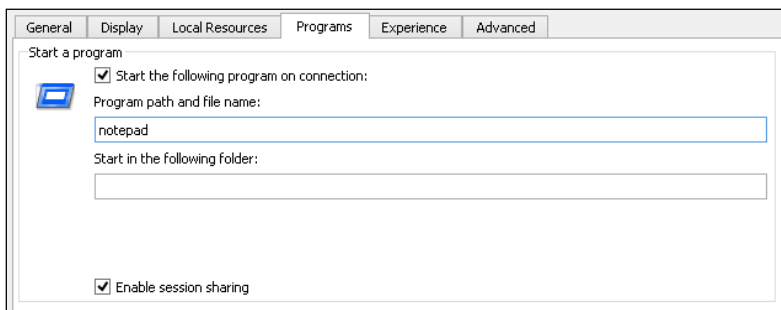 General Display Local Resources Programs Experience Advanced
Start a program
Start the following program on connection:
Program path and file name:
notepad
Start in the following folder:
Enable session sharing